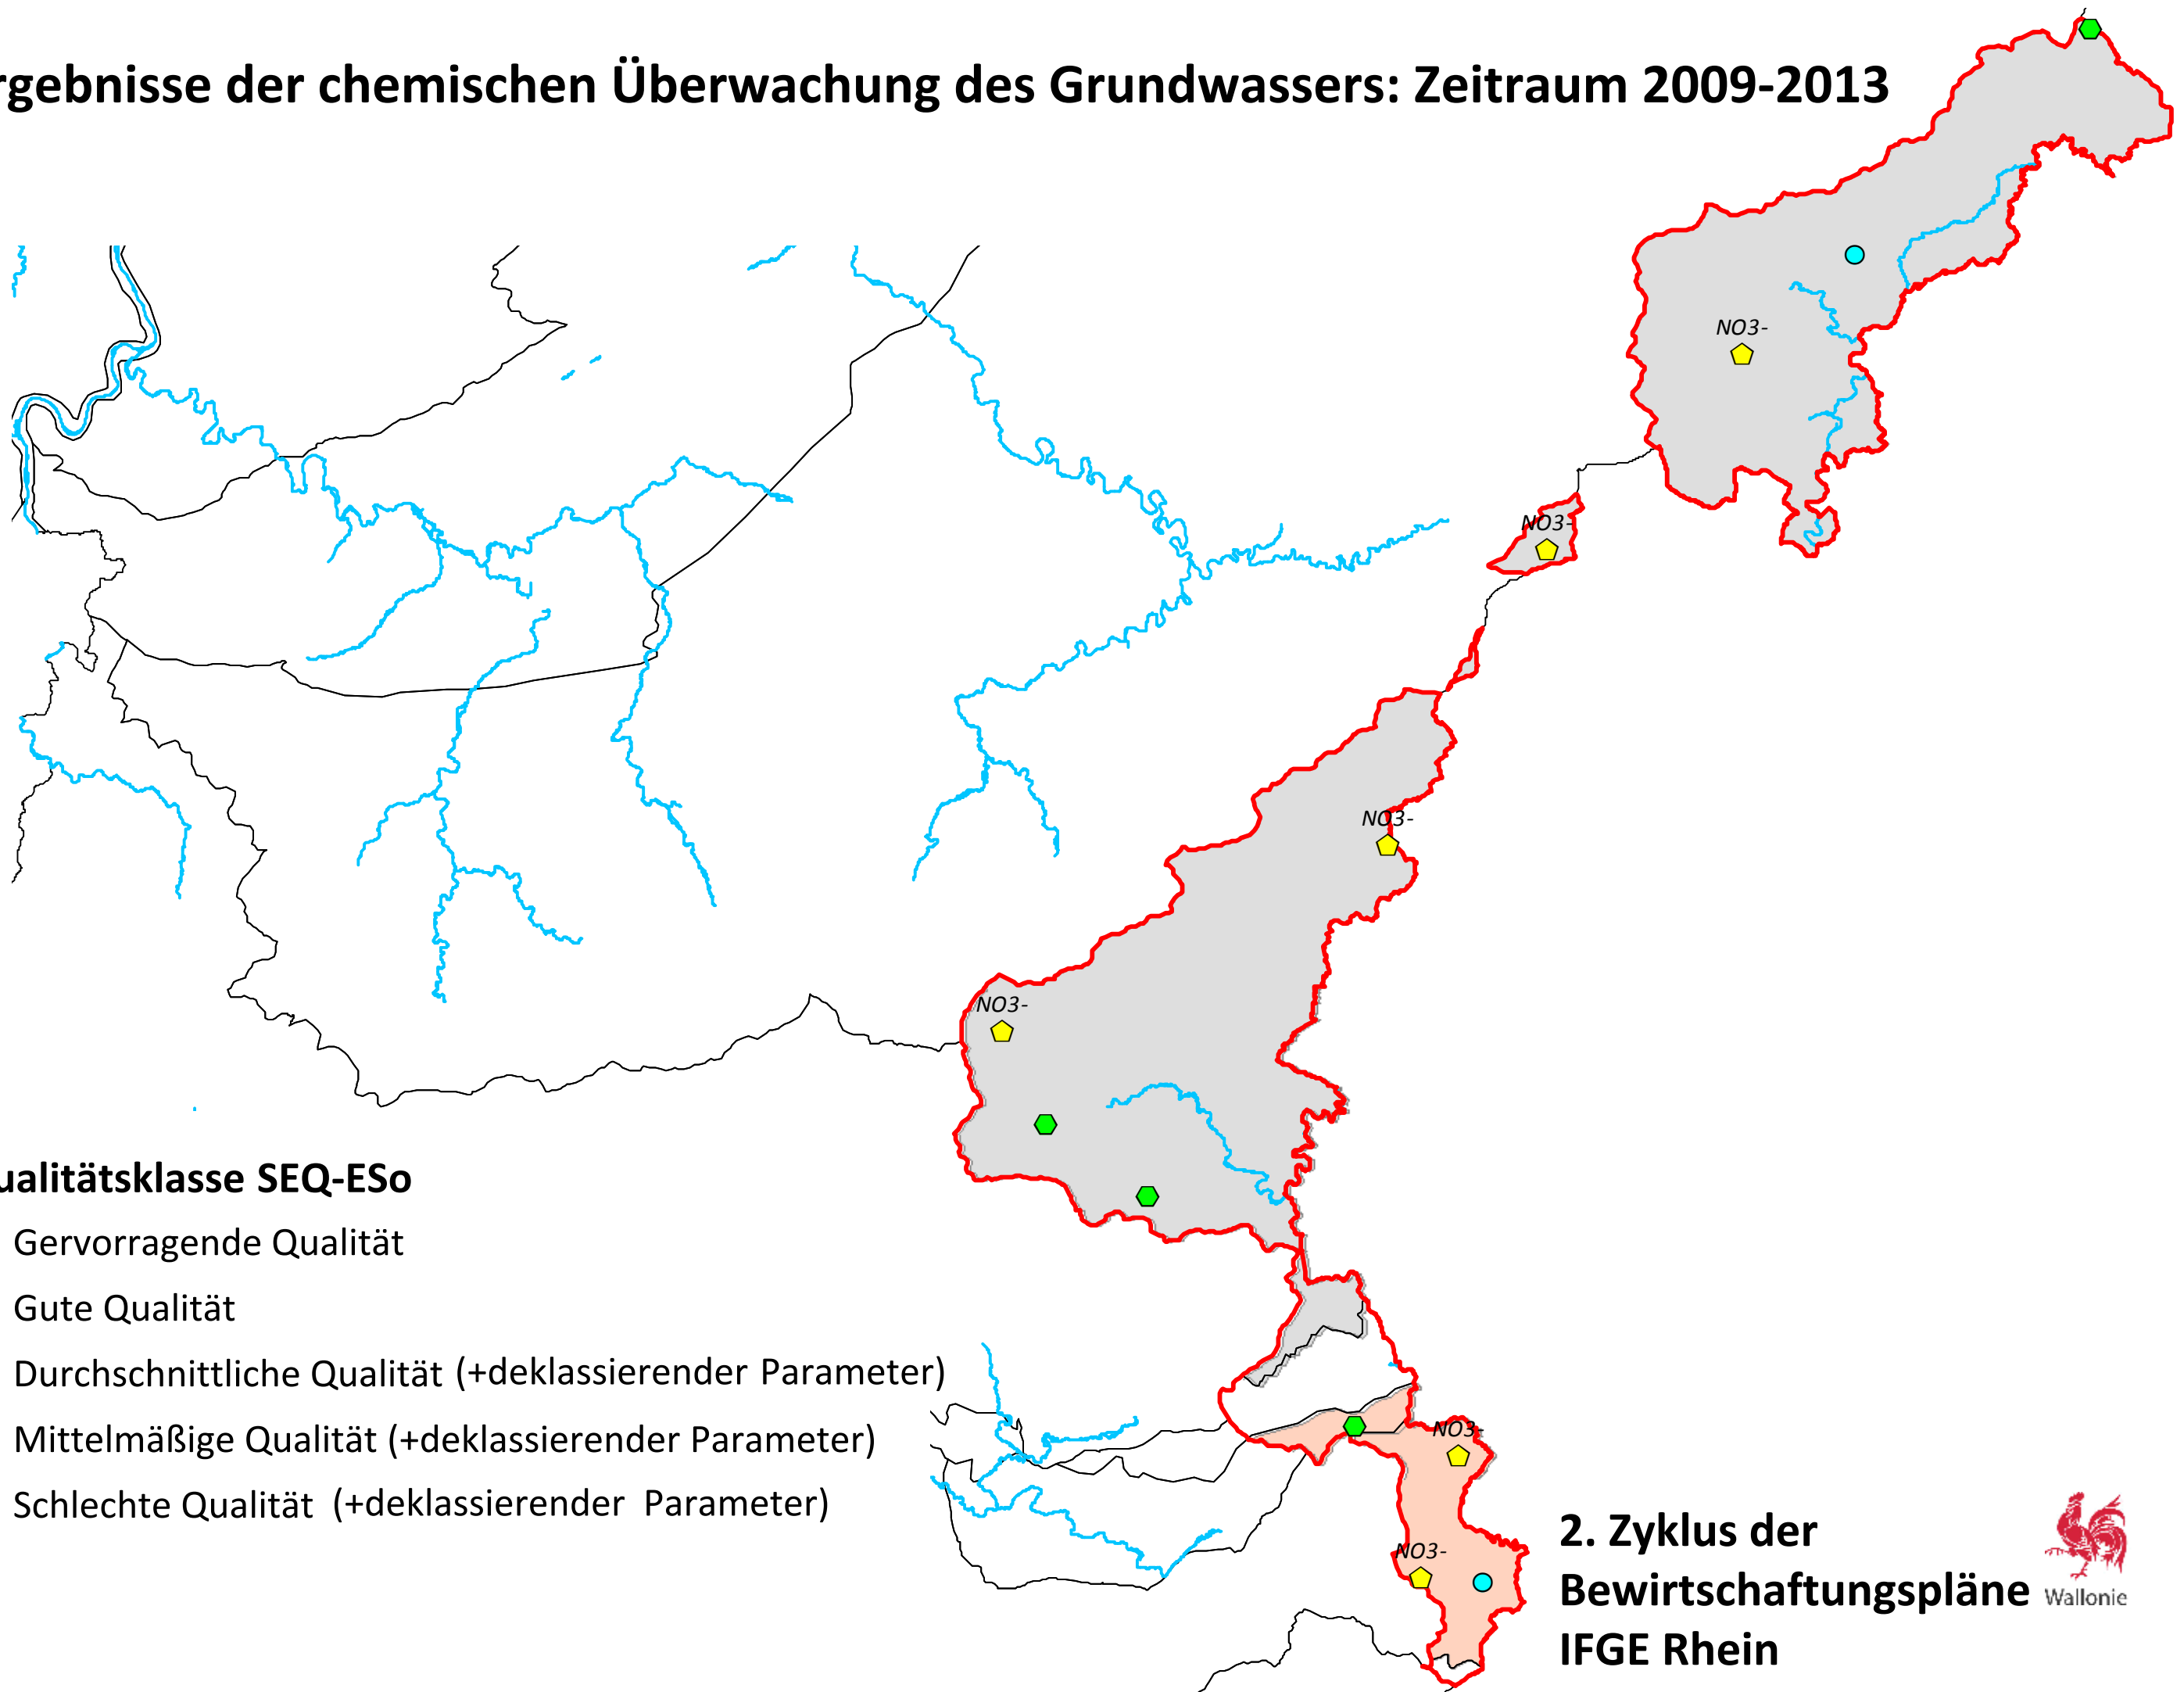 rgebnisse der chemischen Überwachung des Grundwassers: Zeitraum 2009-2013
NO3-
NO3-
NO3-
NO3-
ualitätsklasse SEQ-ESo
Gervorragende Qualität
Gute Qualität
Durchschnittliche Qualität (+deklassierender Parameter)
Mittelmäßige Qualität (+deklassierender Parameter)
Schlechte Qualität (+deklassierender Parameter)
NO3-
NO3-
2. Zyklus der
Bewirtschaftungspläne
IFGE Rhein
Wallonie